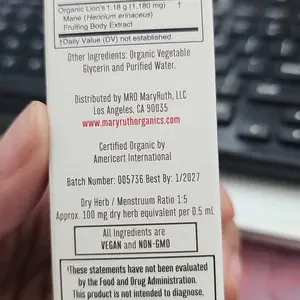 Organic Lion's 1.18 g (1,180 mg) †
Mane (Hericium erinaceus)
Fruiting Body Extract
†Daily Value (DV) not established.
Other Ingredients: Organic Vegetable
Glycerin and Purified Water.
Distributed by MRO MaryRuth, LLC
Los Angeles, CA 90035
www.maryruthorganics.com
Certified Organic by
Americert International
Batch Number: 005736 Best By: 1/2027
Dry Herb / Menstruum Ratio 1:5
Approx. 100 mg dry herb equivalent per 0.5 mL
All Ingredients are
VEGAN and NON-GMO
†These statements have not been evaluated
by the Food and Drug Administration.
This product is not intended to diagnose,